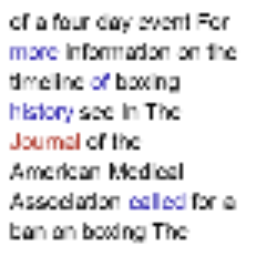 of a four day event For
more information on the
timeline of boxing
history see In The
Journal of the
American Medical
Association called for a
ban on boxing The